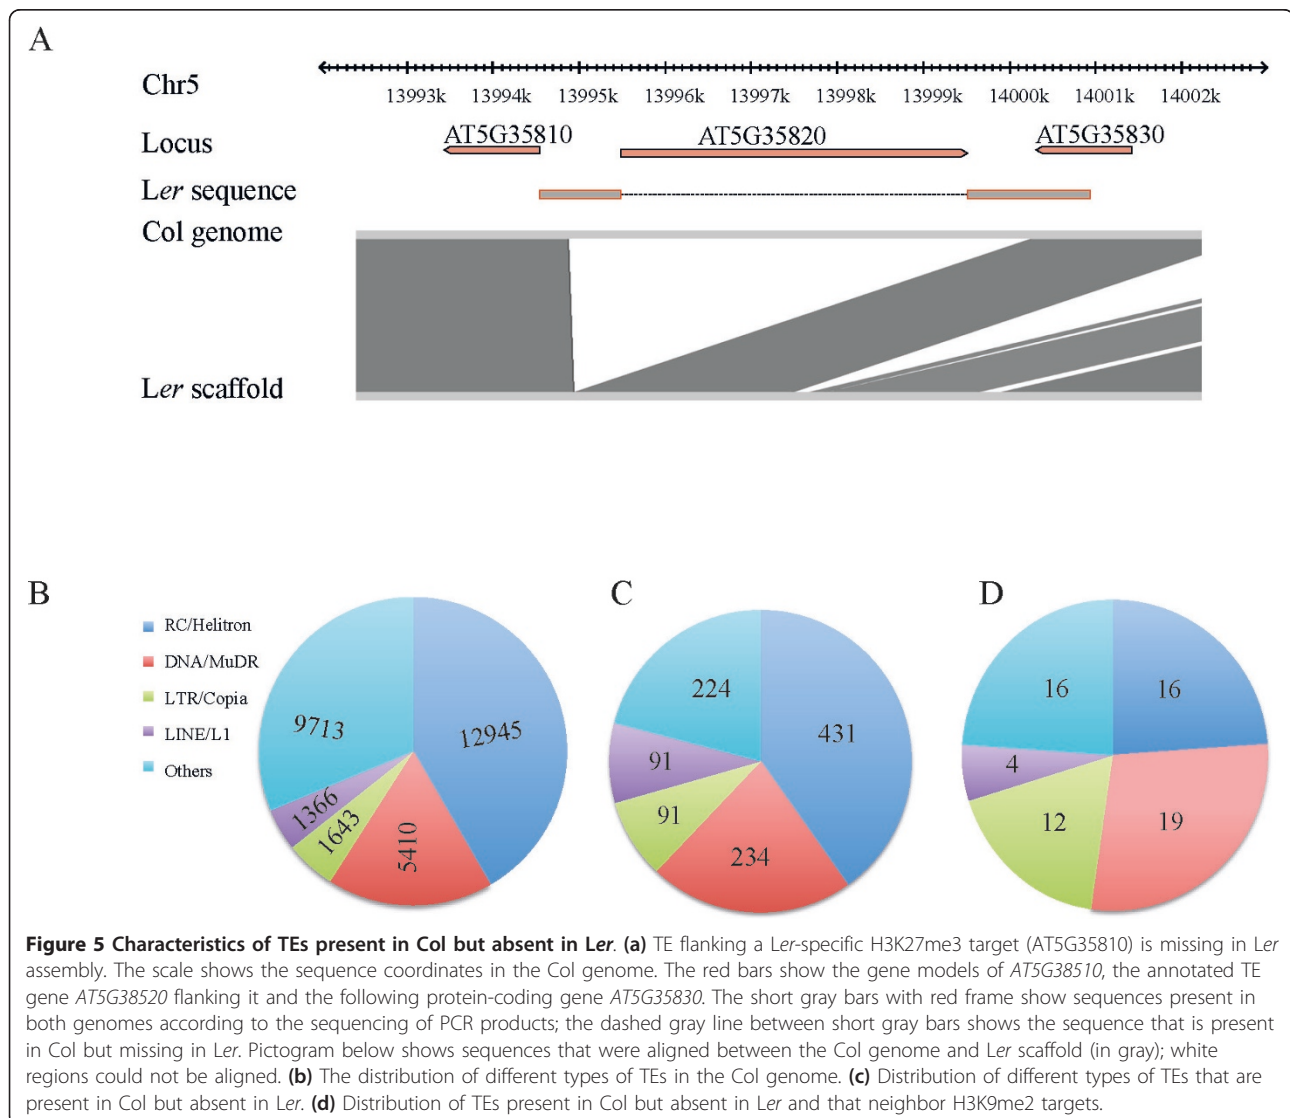 A
Chr5
13993k 13994k 13995k 13996k 13997k 13998k 13999k 14000k 14001k 14002k
Locus
AT5G35810 AT5G35820 AT5G35830
Ler sequence
Col genome
Ler scaffold
B
RC/Helitron
DNA/MuDR
LTR/Copia
LINE/L1
Others
12945
5410
1643
1366
9713
C
431
234
91
91
224
D
16
19
12
4
16
Figure 5 Characteristics of TEs present in Col but absent in Ler. (a) TE flanking a Ler-specific H3K27me3 target (AT5G35810) is missing in Ler
assembly. The scale shows the sequence coordinates in the Col genome. The red bars show the gene models of AT5G38510, the annotated TE
gene AT5G38520 flanking it and the following protein-coding gene AT5G35830. The short gray bars with red frame show sequences present in
both genomes according to the sequencing of PCR products; the dashed gray line between short gray bars shows the sequence that is present
in Col but missing in Ler. Pictogram below shows sequences that were aligned between the Col genome and Ler scaffold (in gray); white
regions could not be aligned. (b) The distribution of different types of TEs in the Col genome. (c) Distribution of different types of TEs that are
present in Col but absent in Ler. (d) Distribution of TEs present in Col but absent in Ler and that neighbor H3K9me2 targets.